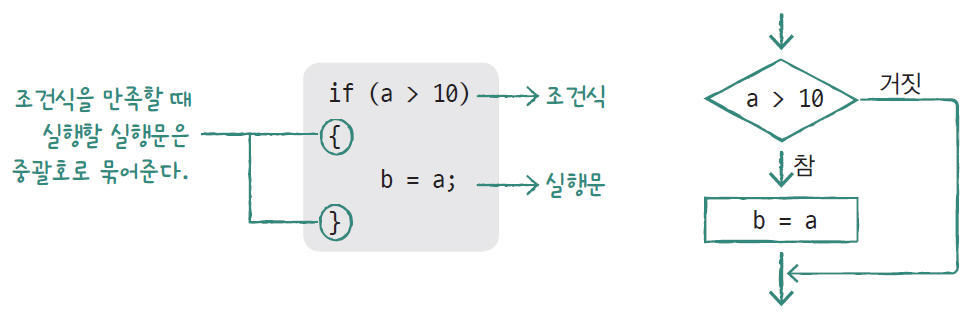 조건식을 만족할 때
실행할 실행문은
중괄호로 묶어준다.
if (a > 10)
{
b = a;
}
조건식
실행문
a > 10
거짓
참
b = a